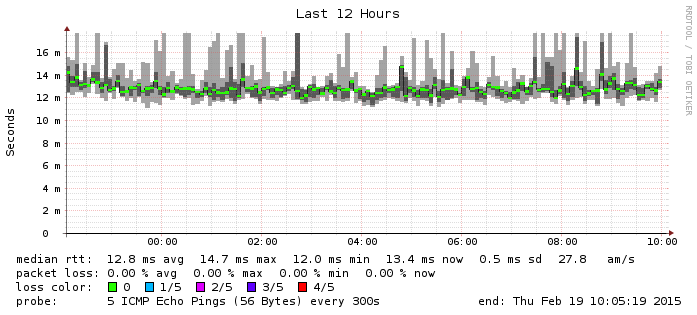 Last 12 Hours
RRDTOOL / TOBI OETIKER
Seconds
16 m
14 m
12 m
10 m
8 m
6 m
4 m
2 m
0
00:00 02:00 04:00 06:00 08:00 10:00
median rtt: 12.8 ms avg 14.7 ms max 12.0 ms min 13.4 ms now 0.5 ms sd 27.8 am/s
packet loss: 0.00 % avg 0.00 % max 0.00 % min 0.00 % now
loss color: 0 1/5 2/5 3/5 4/5
probe: 5 ICMP Echo Pings (56 Bytes) every 300s end: Thu Feb 19 10:05:19 2015